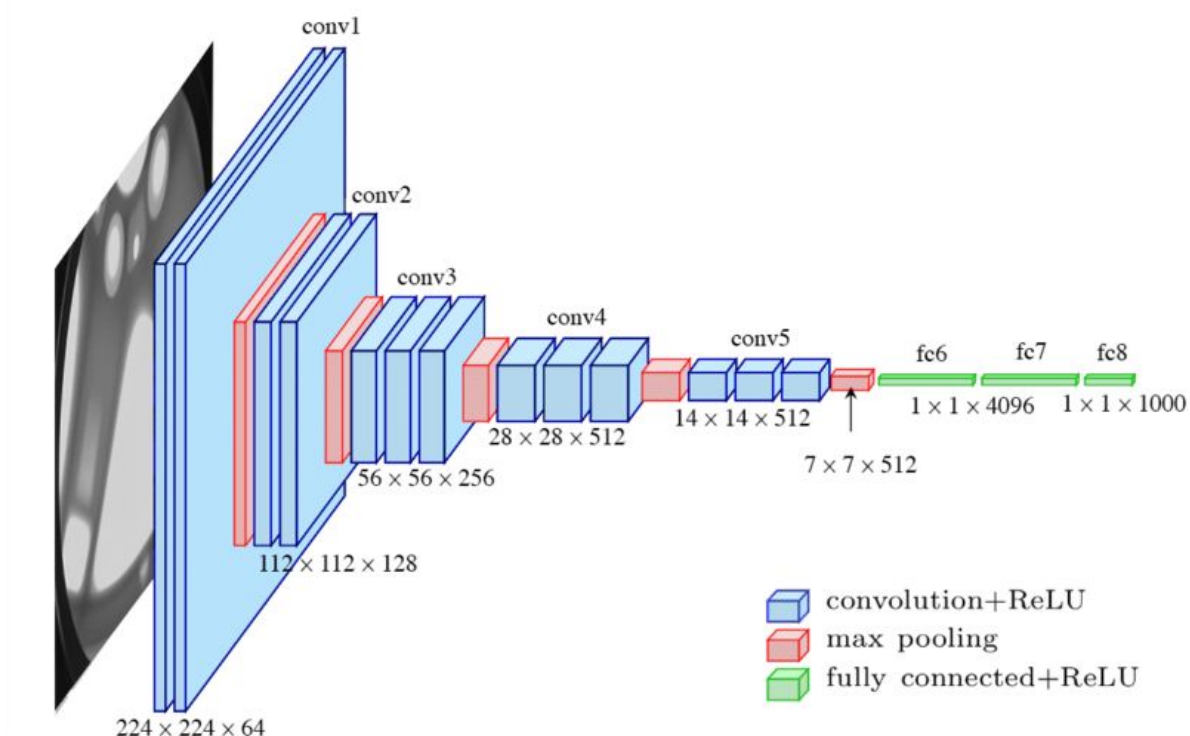 conv1
conv2
conv3
conv4
conv5
fc6
fc7
fc8
1 × 1 × 4096
1 × 1 × 1000
14 × 14 × 512
28 × 28 × 512
7 × 7 × 512
56 × 56 × 256
112 × 112 × 128
224 × 224 × 64
convolution+ReLU
max pooling
fully connected+ReLU